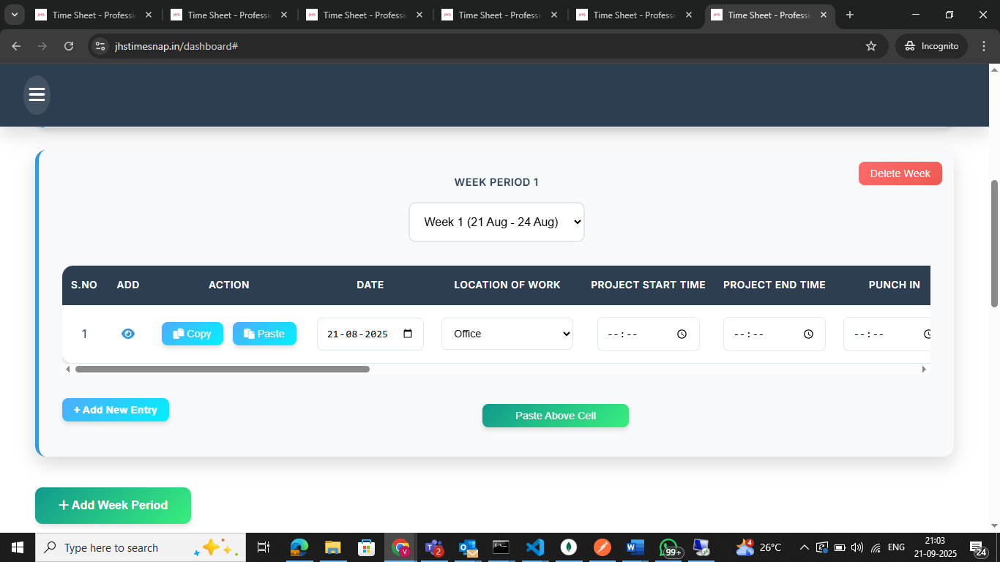 Time Sheet - Professi
Time Sheet - Professi
Time Sheet - Professi
Time Sheet - Professi
Time Sheet - Professi
Time Sheet - Professi
jhstimesnap.in/dashboard#
Incognito
Delete Week
WEEK PERIOD 1
Week 1 (21 Aug - 24 Aug)
S.NO ADD ACTION DATE LOCATION OF WORK PROJECT START TIME PROJECT END TIME PUNCH IN
1 Copy Paste 21-08-2025 Office --:-- --:-- --:--
+ Add New Entry
Paste Above Cell
+ Add Week Period
Type here to search
2
99+
4
26°C
ENG
21:03
21-09-2025
24